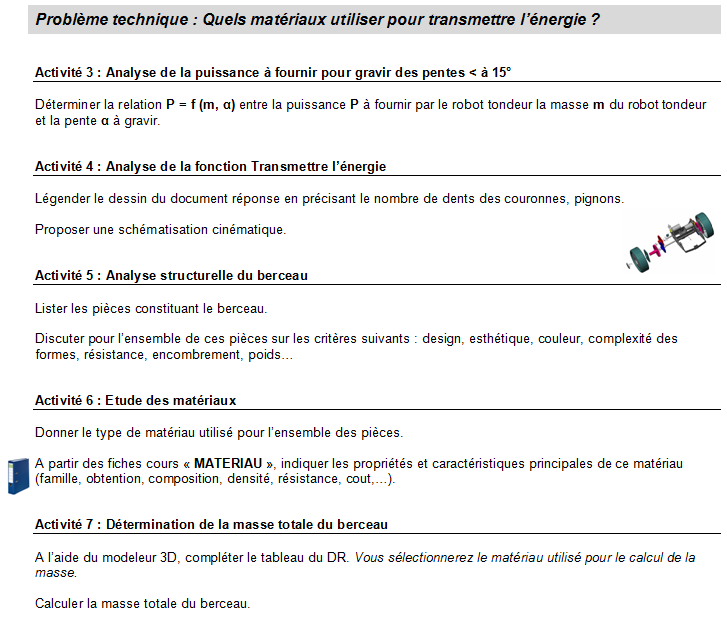 Problème technique : Quels matériaux utiliser pour transmettre l'énergie ?
Activité 3 : Analyse de la puissance à fournir pour gravir des pentes < à 15°
Déterminer la relation P = f (m, α) entre la puissance P à fournir par le robot tondeur la masse m du robot tondeur
et la pente α à gravir.
Activité 4 : Analyse de la fonction Transmettre l'énergie
Légender le dessin du document réponse en précisant le nombre de dents des couronnes, pignons.
Proposer une schématisation cinématique.
Activité 5 : Analyse structurelle du berceau
Lister les pièces constituant le berceau.
Discuter pour l'ensemble de ces pièces sur les critères suivants : design, esthétique, couleur, complexité des
formes, résistance, encombrement, poids…
Activité 6 : Etude des matériaux
Donner le type de matériau utilisé pour l'ensemble des pièces.
A partir des fiches cours « MATERIAU », indiquer les propriétés et caractéristiques principales de ce matériau
(famille, obtention, composition, densité, résistance, cout,…).
Activité 7 : Détermination de la masse totale du berceau
A l'aide du modeleur 3D, compléter le tableau du DR. Vous sélectionnerez le matériau utilisé pour le calcul de la
masse.
Calculer la masse totale du berceau.